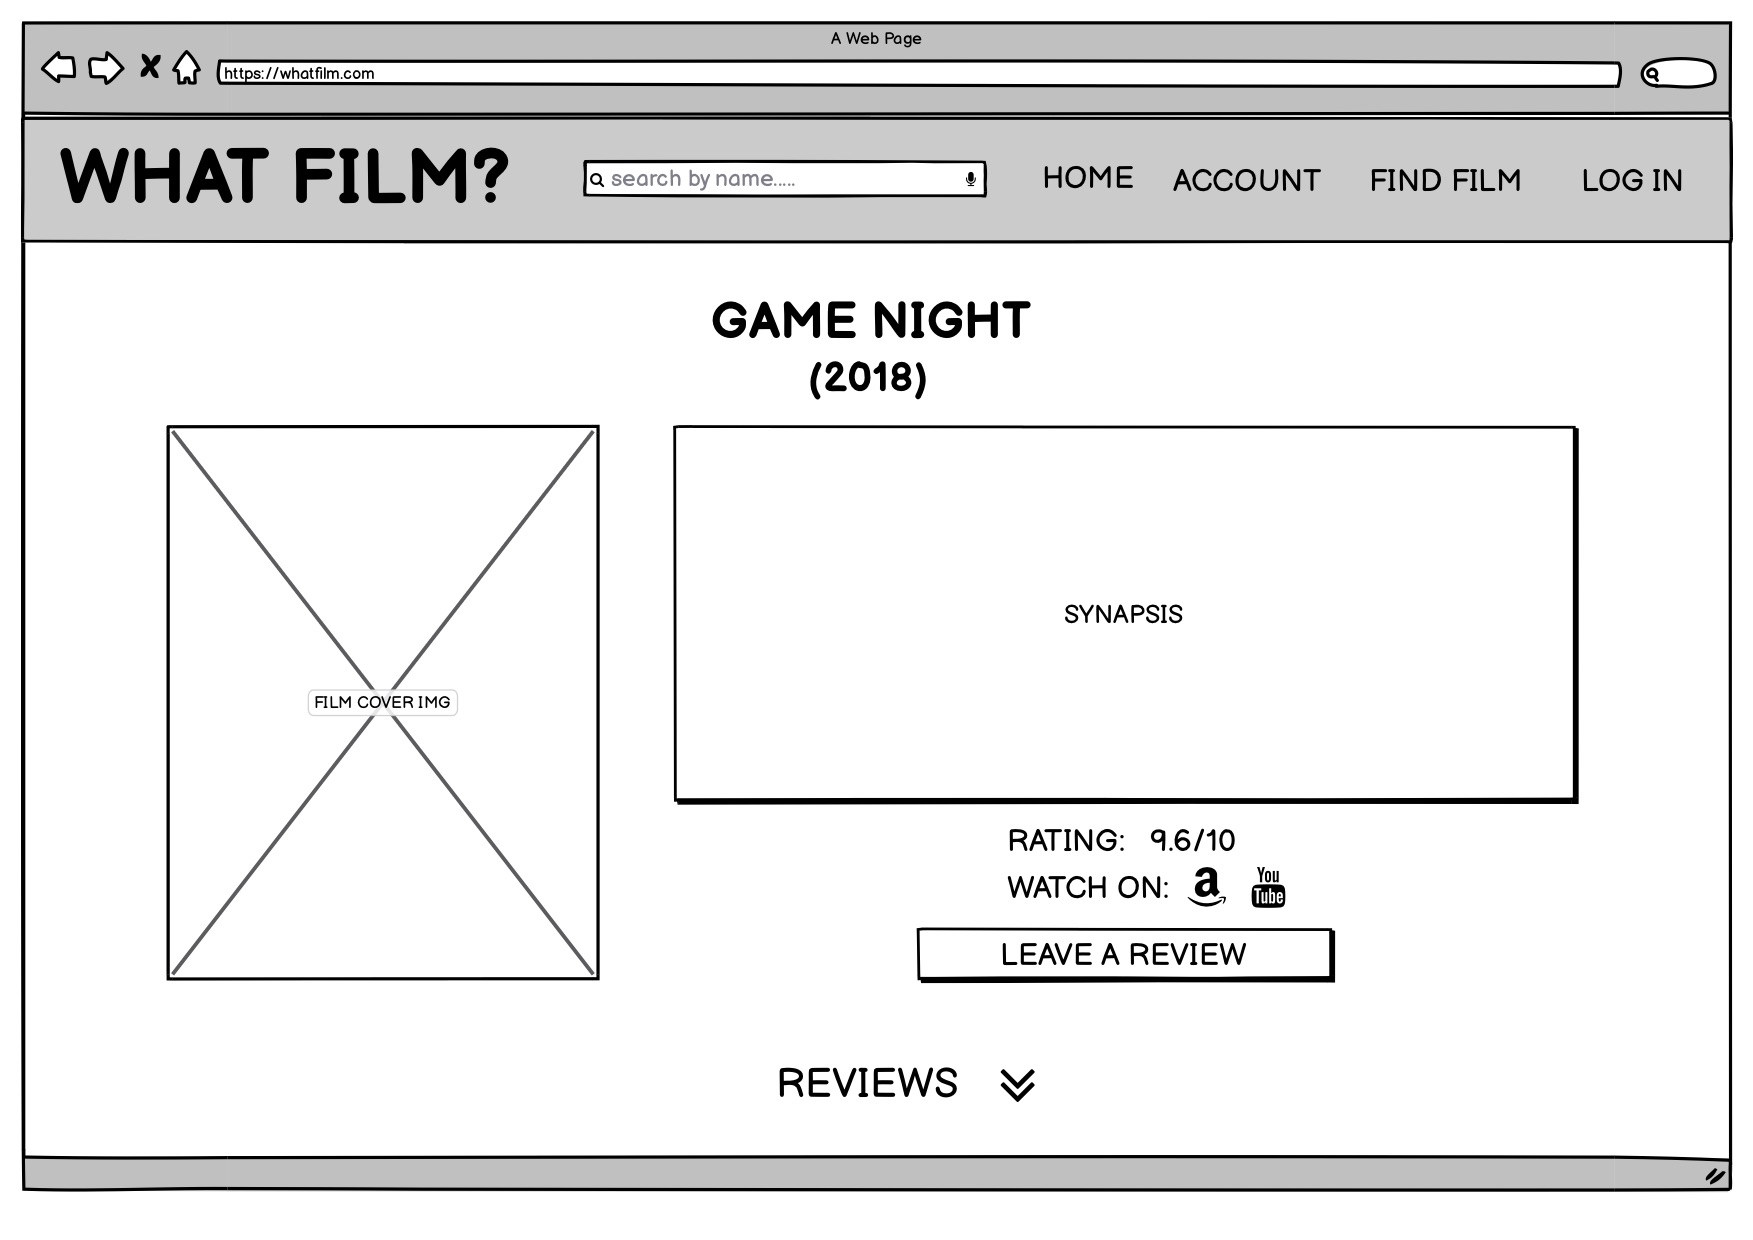 A Web Page
https://whatfilm.com
WHAT FILM?
search by name.....
HOME
ACCOUNT
FIND FILM
LOG IN
GAME NIGHT
(2018)
SYNAPSIS
FILM COVER IMG
RATING: 9.6/10
WATCH ON: a You Tube
LEAVE A REVIEW
REVIEWS